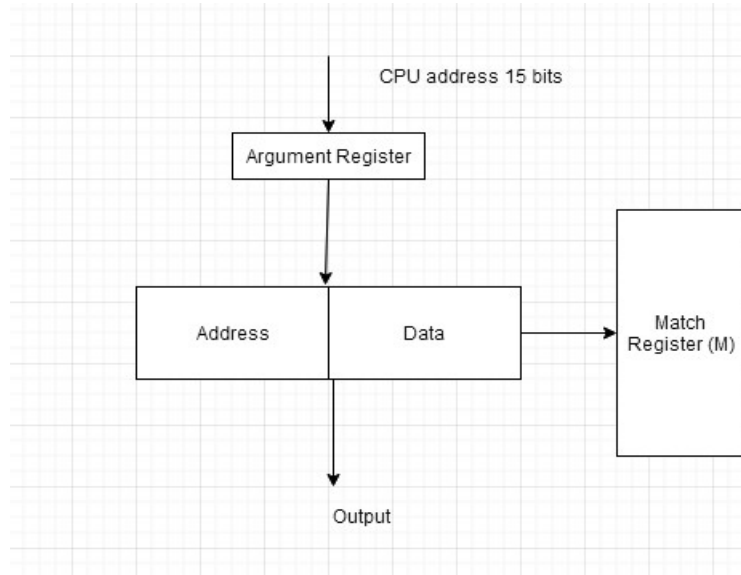 CPU address 15 bits
Argument Register
Address
Data
Match
Register (M)
Output